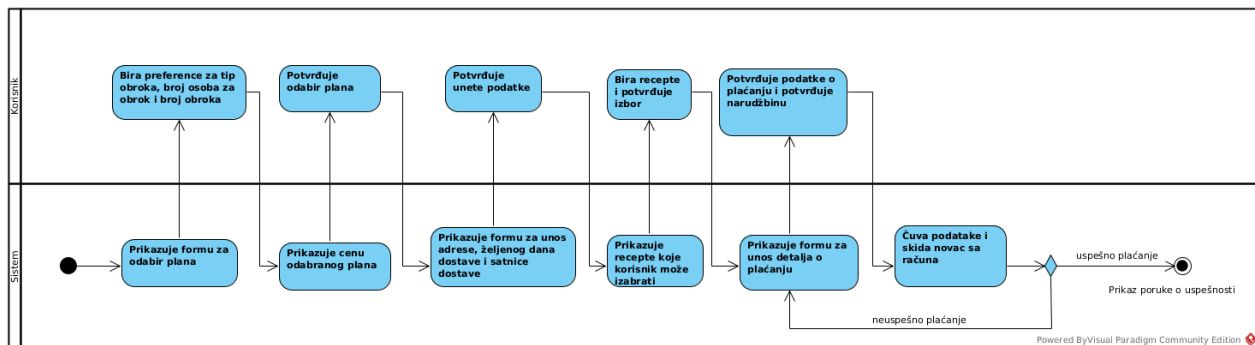 Korisnik
Bira preference za tip
obroka, broj osoba za
obrok i broj obroka
Potvrđuje
odabir plana
Potvrđuje
unete podatke
Bira recepte
i potvrđuje
izbor
Potvrđuje podatke o
plaćanju i potvrđuje
narudžbinu
Sistem
Prikazuje formu za
odabir plana
Prikazuje cenu
odabranog plana
Prikazuje formu za unos
adrese, željenog dana
dostave i satnice
dostave
Prikazuje
recepte koje
korisnik može
izabrati
Prikazuje formu za
unos detalja o
plaćanju
Čuva podatake i
skida novac sa
računa
uspešno plaćanje
Prikaz poruke o uspešnosti
neuspešno plaćanje
Powered ByVisual Paradigm Community Edition